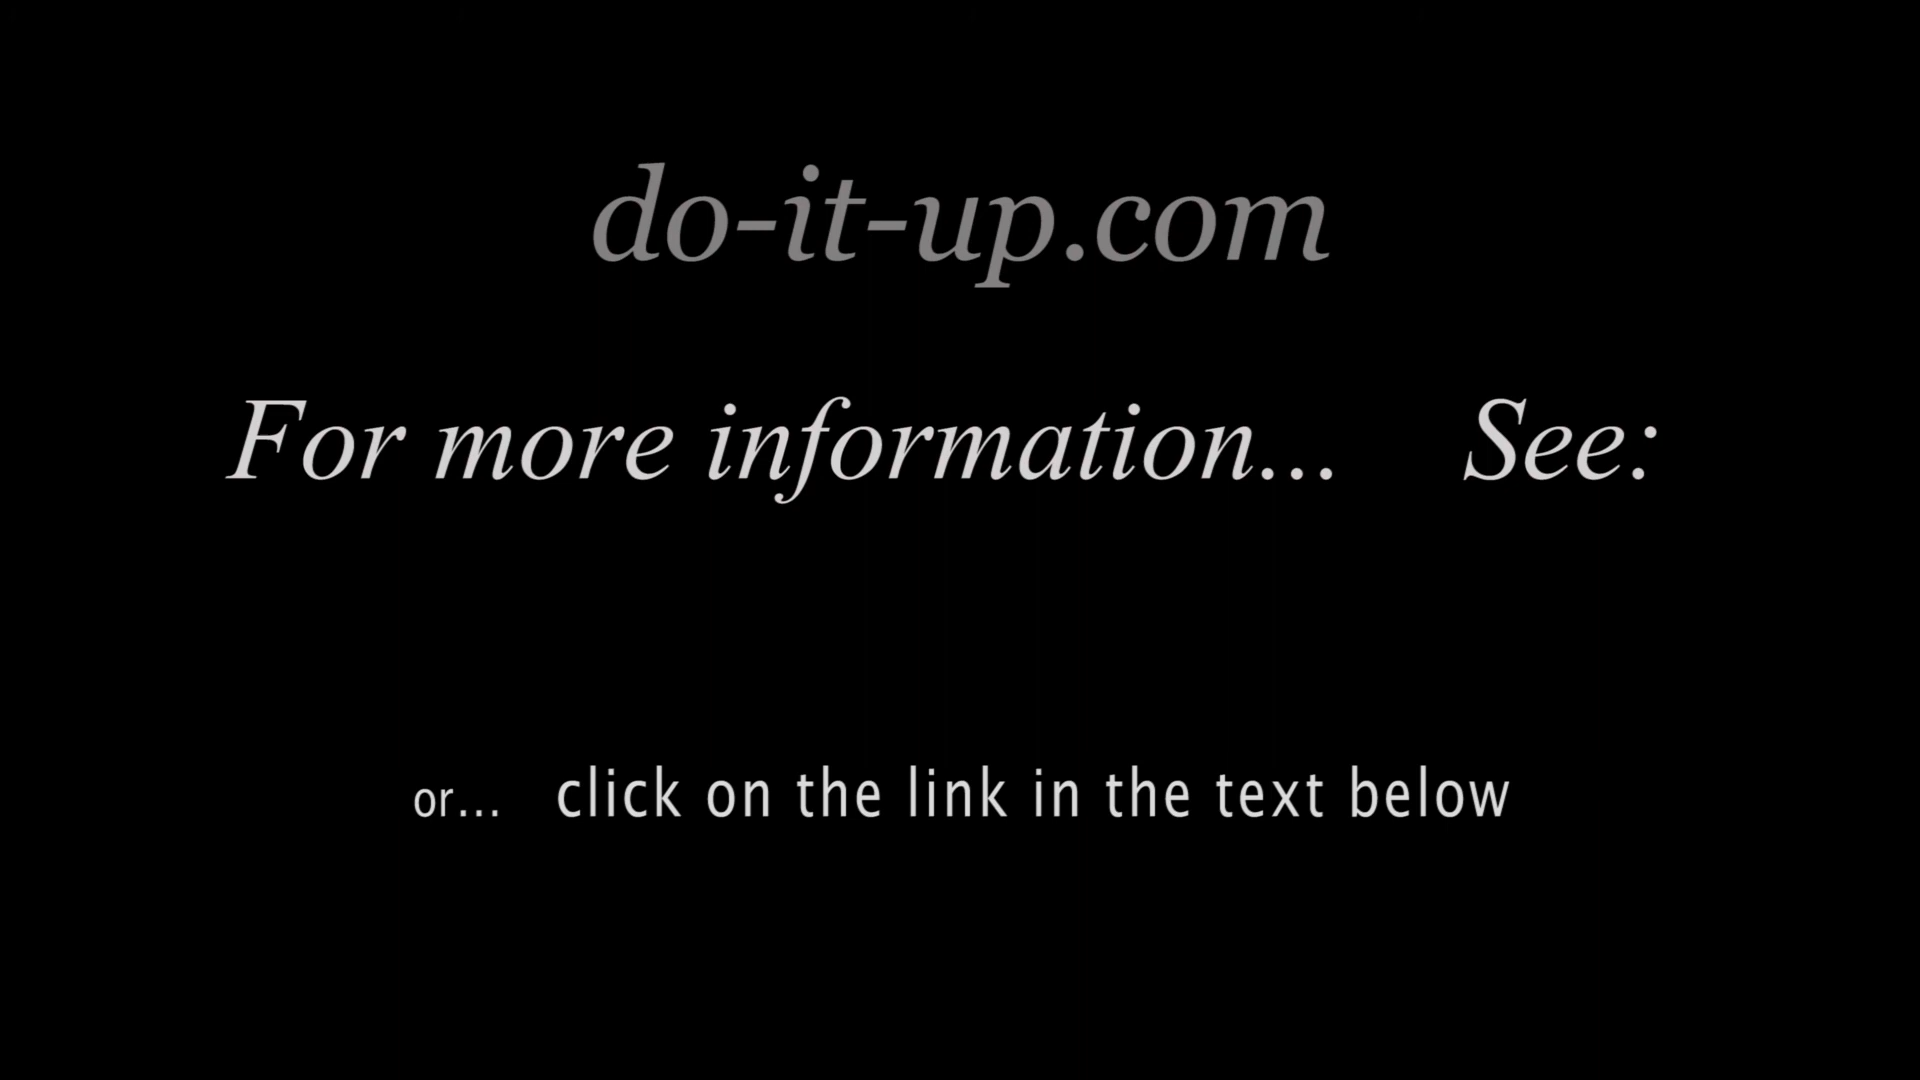 do-it-up.com
For more information... See:
or... click on the link in the text below